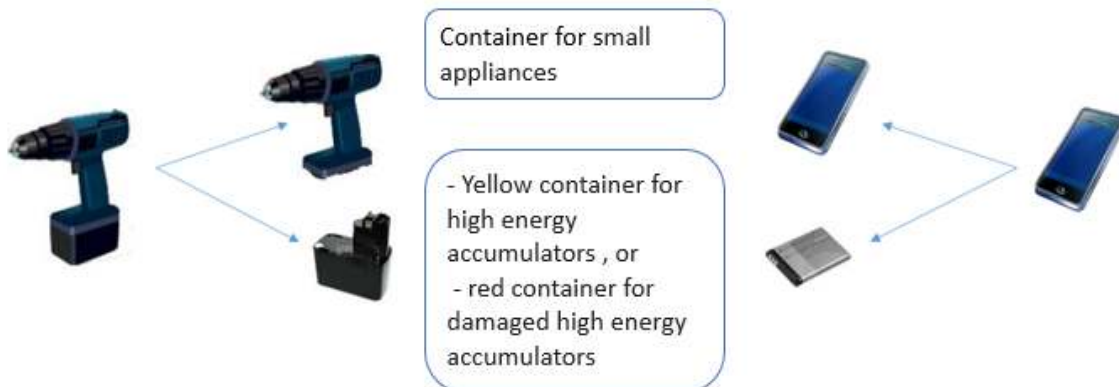 Container for small
appliances
- Yellow container for
high energy
accumulators , or
- red container for
damaged high energy
accumulators